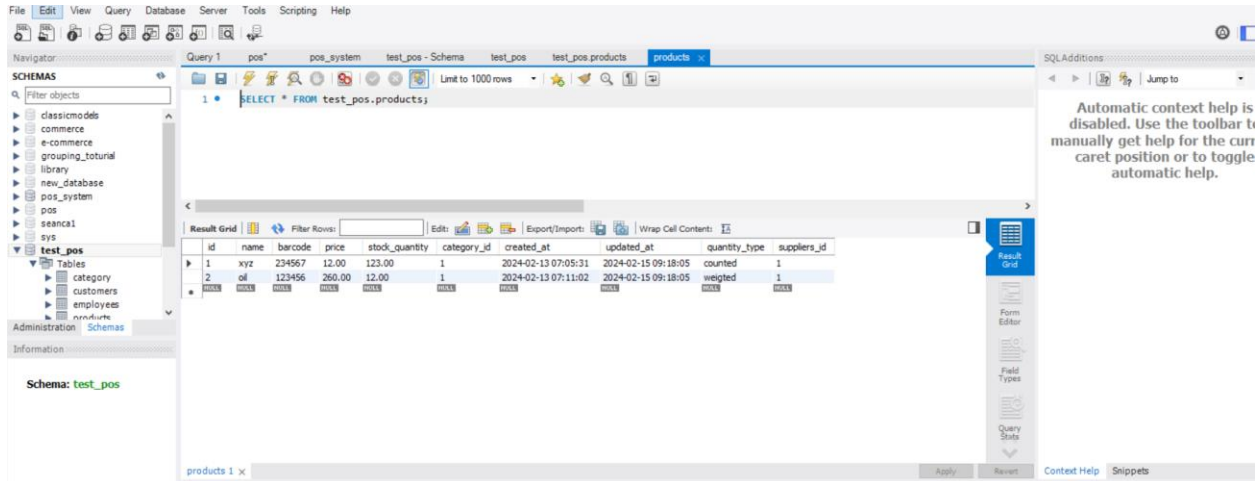 File Edit View Query Database Server Tools Scripting Help
Navigator
SCHEMAS
Filter objects
classicmodels
commerce
e-commerce
grouping_toturial
library
new_database
pos_system
pos
seanca1
sys
test_pos
Tables
category
customers
employees
products
Administration Schemas
Information
Schema: test_pos
Query 1 pos* pos_system test_pos - Schema test_pos test_pos.products products
Limit to 1000 rows
1 SELECT * FROM test_pos.products;
Result Grid Filter Rows: Edit: Export/Import: Wrap Cell Content:
id name barcode price stock_quantity category_id created_at updated_at quantity_type suppliers_id
1 xyz 234567 12.00 123.00 1 2024-02-13 07:05:31 2024-02-15 09:18:05 counted 1
2 oil 123456 260.00 12.00 1 2024-02-13 07:11:02 2024-02-15 09:18:05 weigted 1
NULL NULL NULL NULL NULL NULL NULL NULL NULL NULL
Result
Grid
Form
Editor
Field
Types
Query
Stats
products 1
Apply Revert
SQLAdditions
Jump to
Automatic context help is
disabled. Use the toolbar to
manually get help for the curr
caret position or to toggle
automatic help.
Context Help Snippets